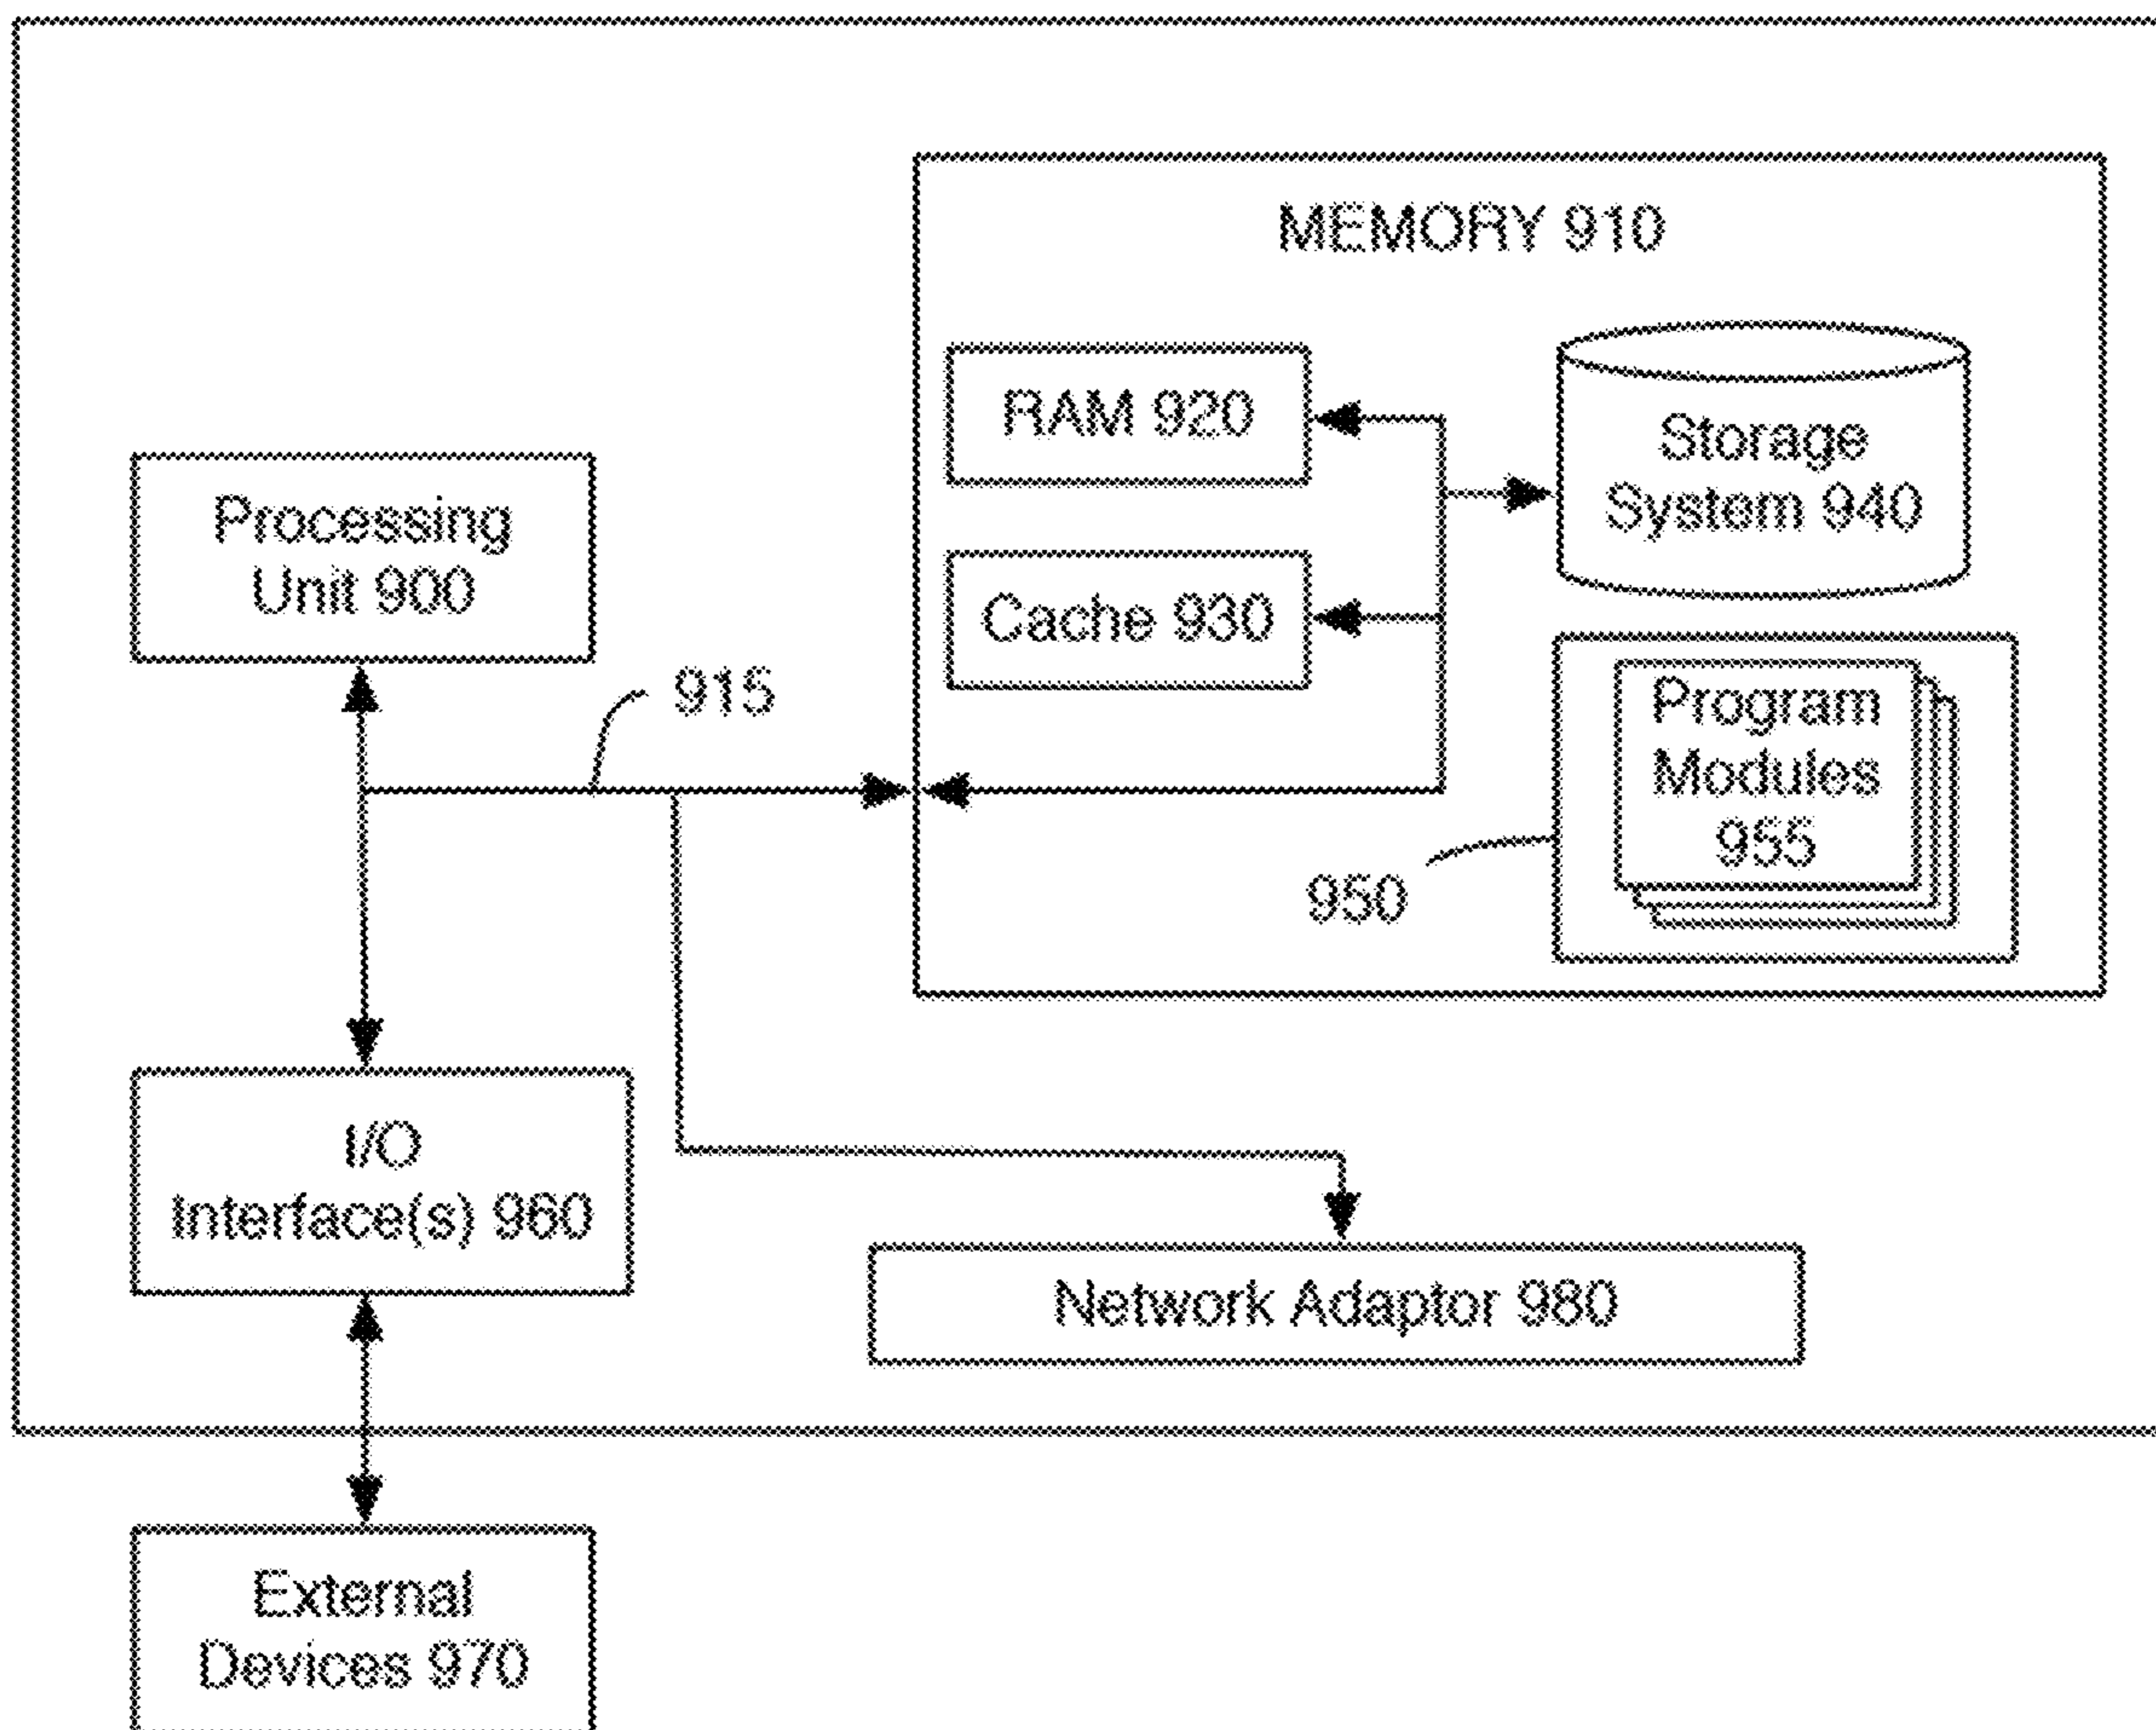 MEMORY 910
RAM 920
Storage
System 940
Processing
Unit 900
Cache 930
915
Program
Modules
955
950
I/O
Interface(s) 960
Network Adaptor 980
External
Devices 970